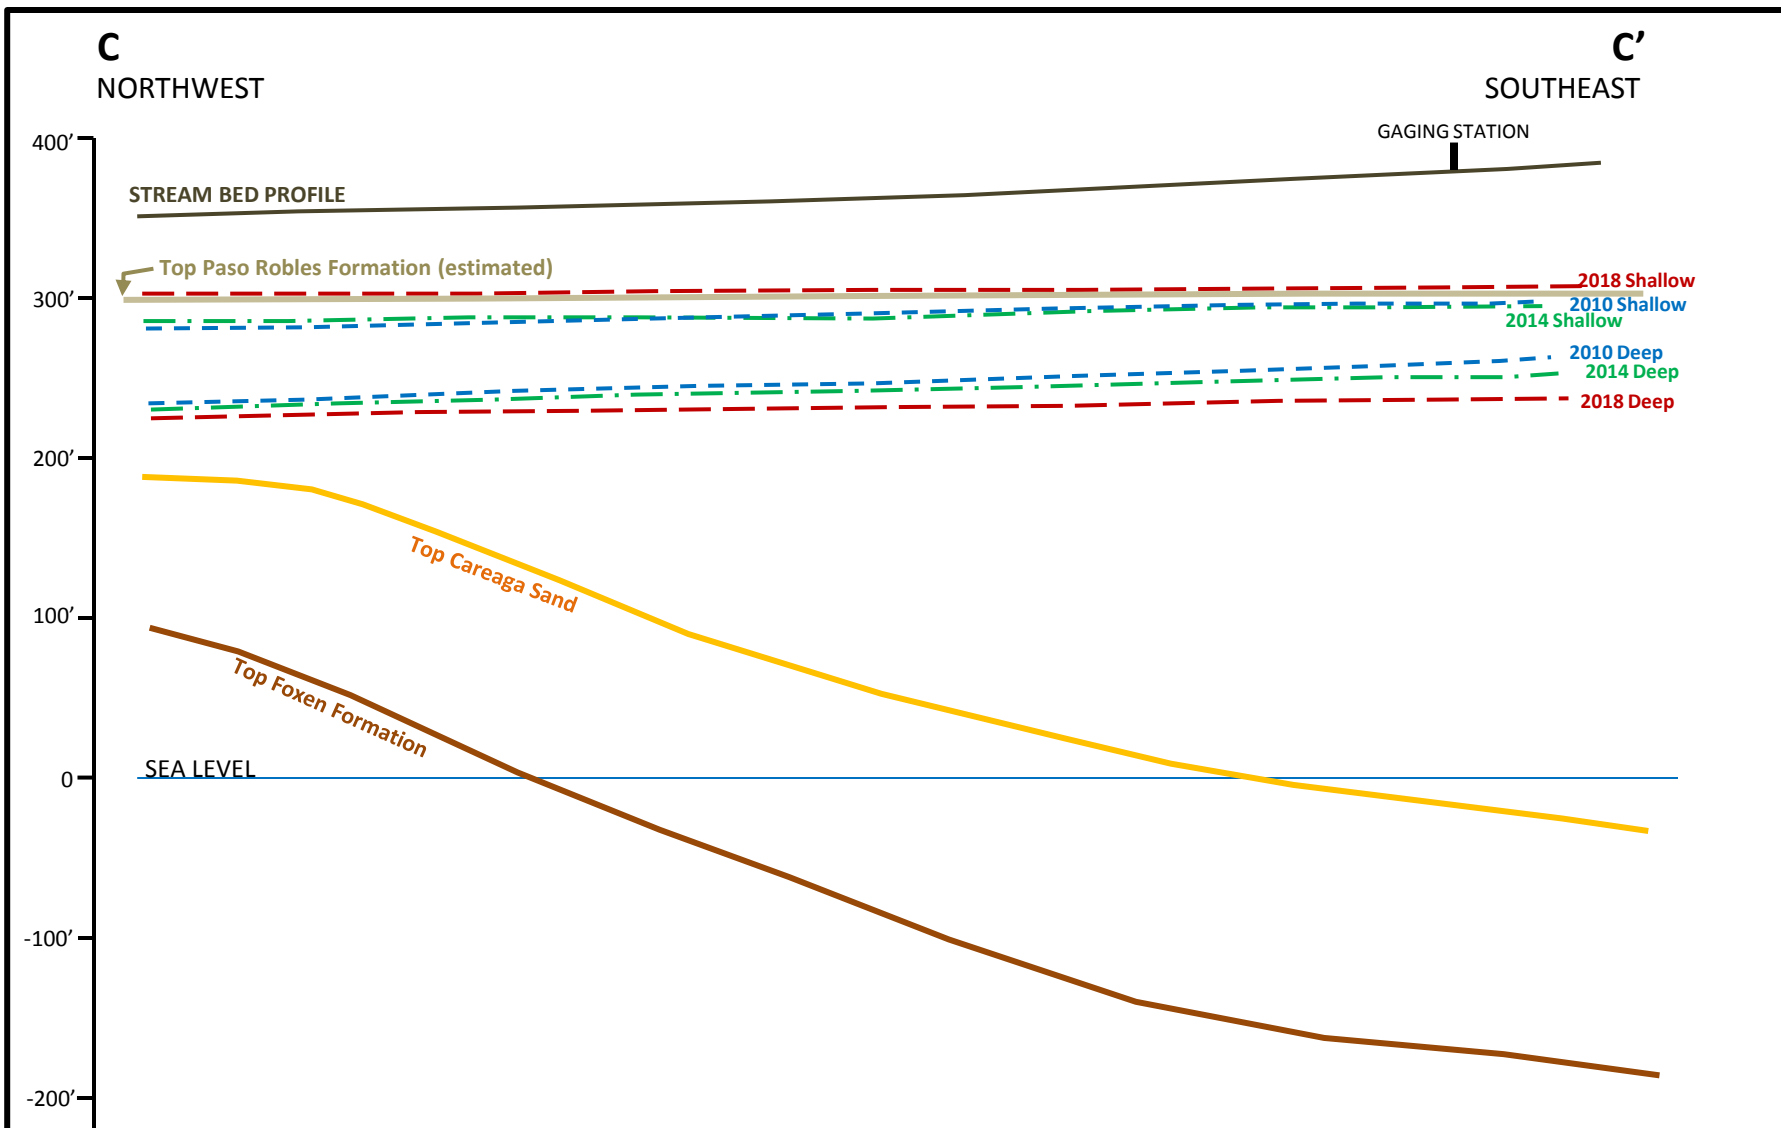 C
C’
NORTHWEST
SOUTHEAST
GAGING STATION
400’
STREAM BED PROFILE
Top Paso Robles Formation (estimated)
2018 Shallow
300’
2010 Shallow
2014 Shallow
2010 Deep
2014 Deep
2018 Deep
200’
Top Careaga Sand
100’
Top Foxen Formation
SEA LEVEL
0
-100’
-200’